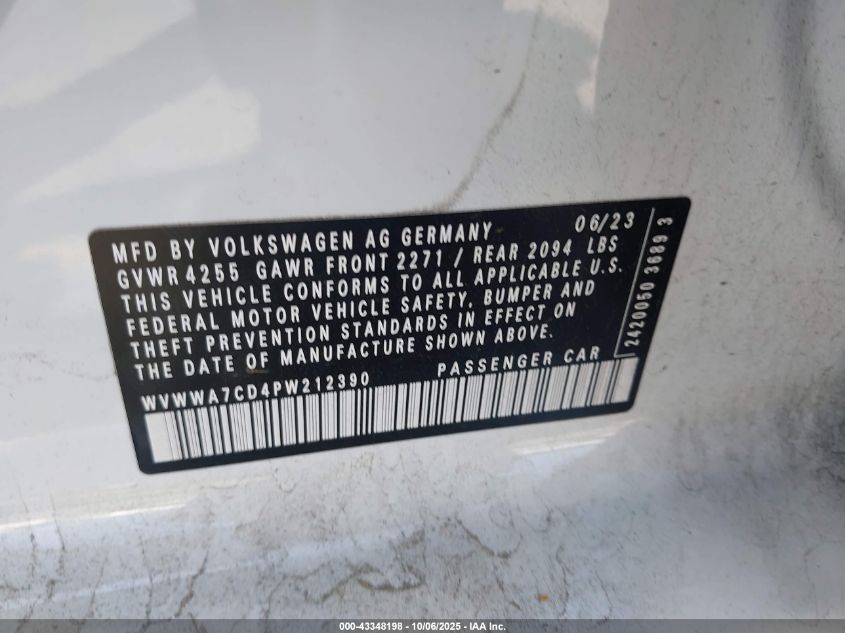 MFD BY VOLKSWAGEN AG GERMANY 06/23
GVWR 4255 GAWR FRONT 2271 / REAR 2094 LBS
THIS VEHICLE CONFORMS TO ALL APPLICABLE U.S.
FEDERAL MOTOR VEHICLE SAFETY, BUMPER AND
THEFT PREVENTION STANDARDS IN EFFECT ON
THE DATE OF MANUFACTURE SHOWN ABOVE.
WVWWA7CD4PW212390 PASSENGER CAR
2420050 3689 3
000-43348198 - 10/06/2025 - IAA Inc.